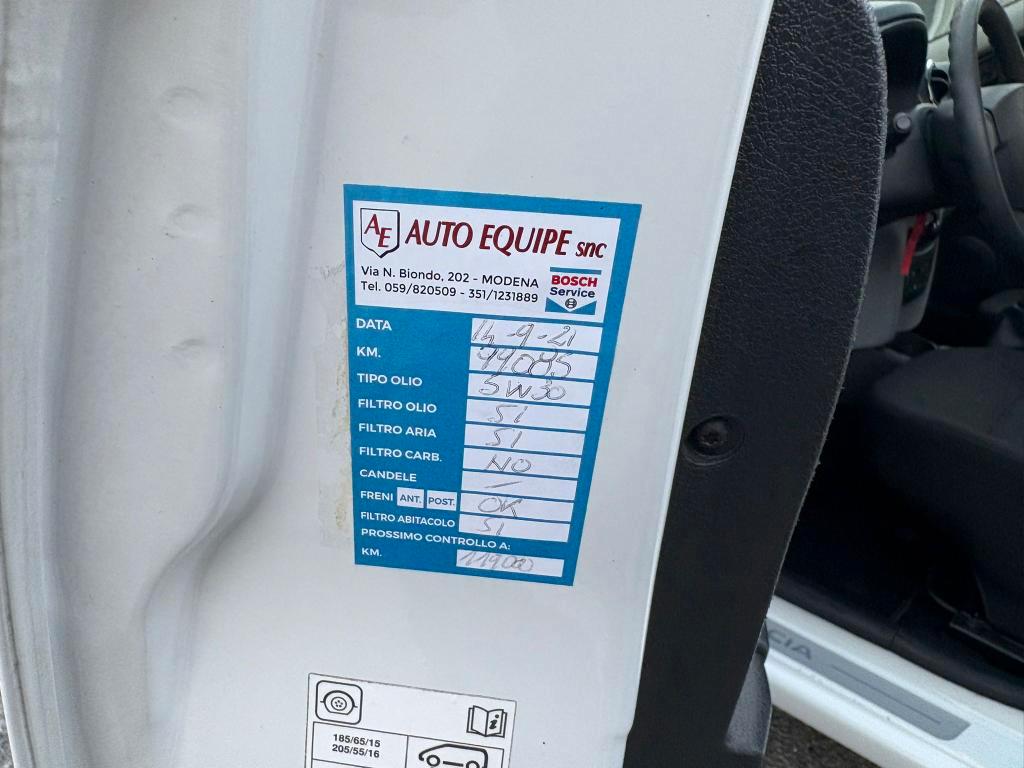 AE AUTO EQUIPE snc
Via N. Biondo, 202 - MODENA
Tel. 059/820509 - 351/1231889
BOSCH
Service
DATA 14-9-21
KM. 99085
TIPO OLIO 5W30
FILTRO OLIO Si
FILTRO ARIA SI
FILTRO CARB. NO
CANDELE —
FRENI ANT. POST. OK
FILTRO ABITACOLO SI
PROSSIMO CONTROLLO A:
KM. 119000
185/65/15
205/55/16
CIA